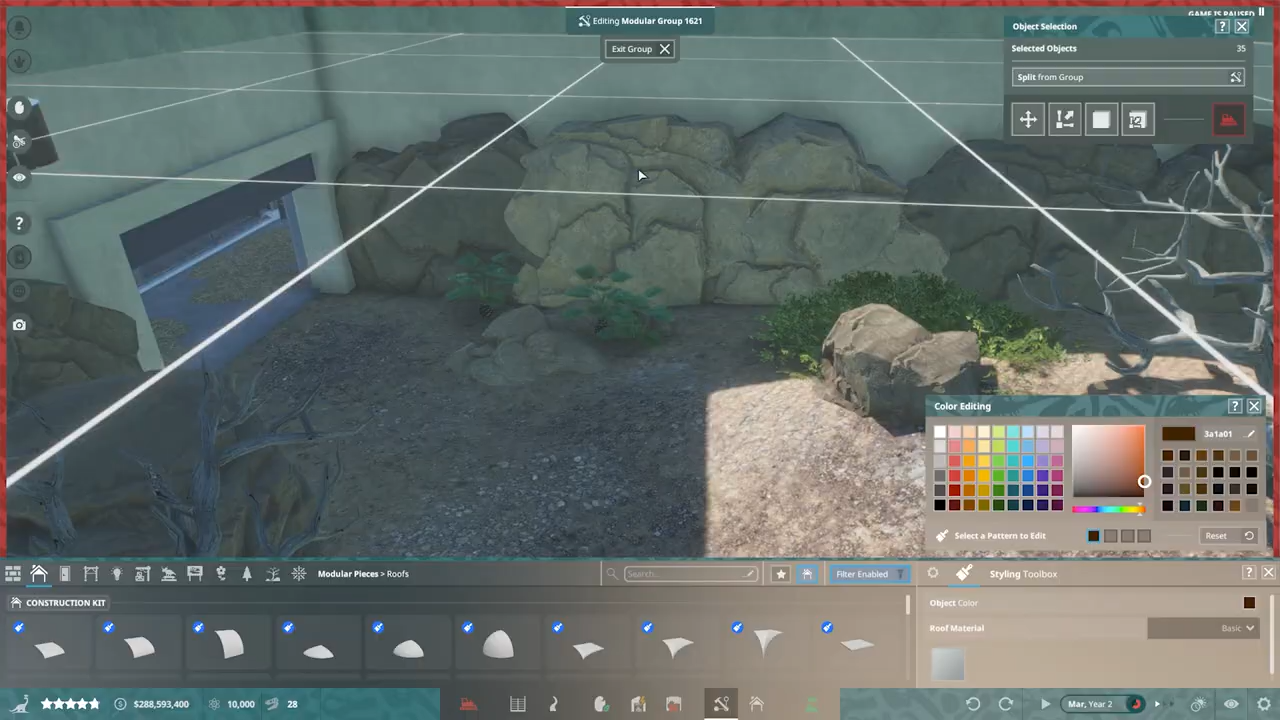 GAME IS PAUSED
Editing Modular Group 1621
Exit Group
Object Selection
?
Selected Objects 35
Split from Group
?
Color Editing
?
3a1a01
Select a Pattern to Edit
Reset
Modular Pieces > Roofs
Search...
Filter Enabled
Styling Toolbox
?
CONSTRUCTION KIT
Object Color
Roof Material
Basic
$288,593,400
10,000
28
Mar, Year 2